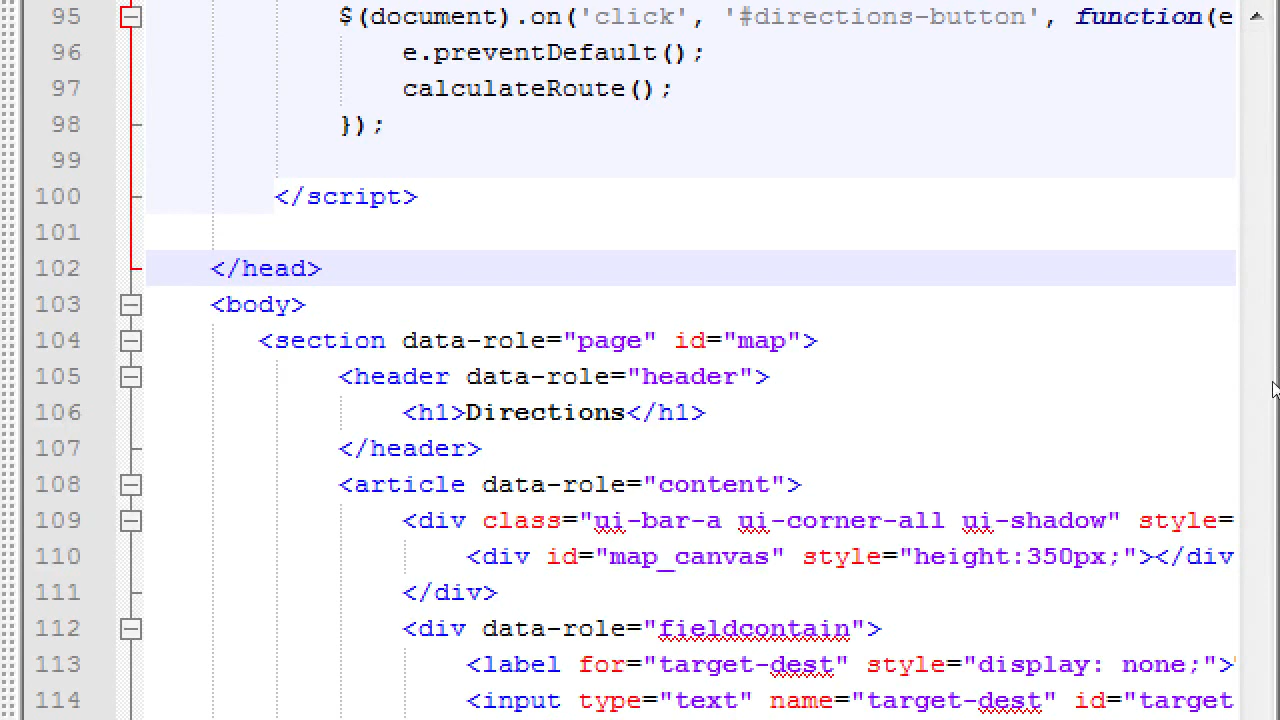 95 $(document).on('click', '#directions-button', function(e
96 e.preventDefault();
97 calculateRoute();
98 });
99
100 </script>
101
102 </head>
103 <body>
104 <section data-role="page" id="map">
105 <header data-role="header">
106 <h1>Directions</h1>
107 </header>
108 <article data-role="content">
109 <div class="ui-bar-a ui-corner-all ui-shadow" style=
110 <div id="map_canvas" style="height:350px;"></div
111 </div>
112 <div data-role="fieldcontain">
113 <label for="target-dest" style="display: none;">
114 <input type="text" name="target-dest" id="target